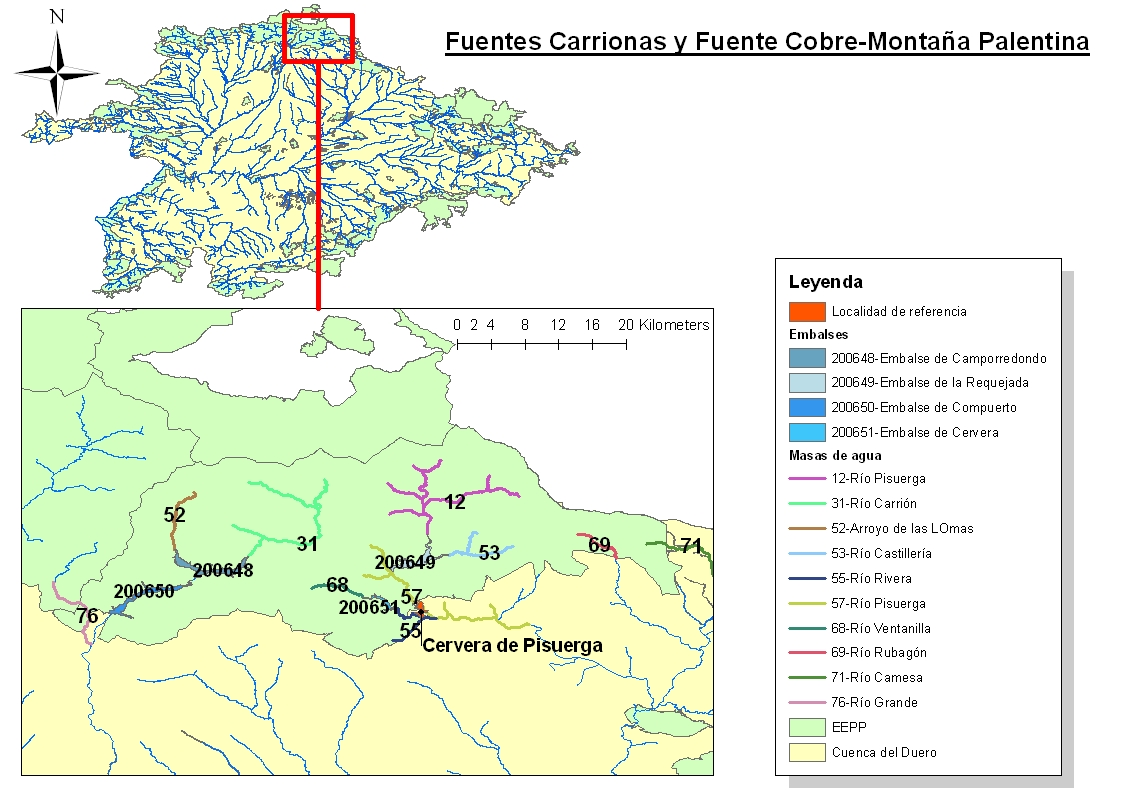 N
Fuentes Carrionas y Fuente Cobre-Montaña Palentina
0 2 4 8 12 16 20 Kilometers
52
12
31
53
69
71
200648
200649
200650
68
57
200651
76
55
Cervera de Pisuerga
Leyenda
Localidad de referencia
Embalses
200648-Embalse de Camporredondo
200649-Embalse de la Requejada
200650-Embalse de Compuerto
200651-Embalse de Cervera
Masas de agua
12-Río Pisuerga
31-Río Carrión
52-Arroyo de las LOmas
53-Río Castillería
55-Río Rivera
57-Río Pisuerga
68-Río Ventanilla
69-Río Rubagón
71-Río Camesa
76-Río Grande
EEPP
Cuenca del Duero